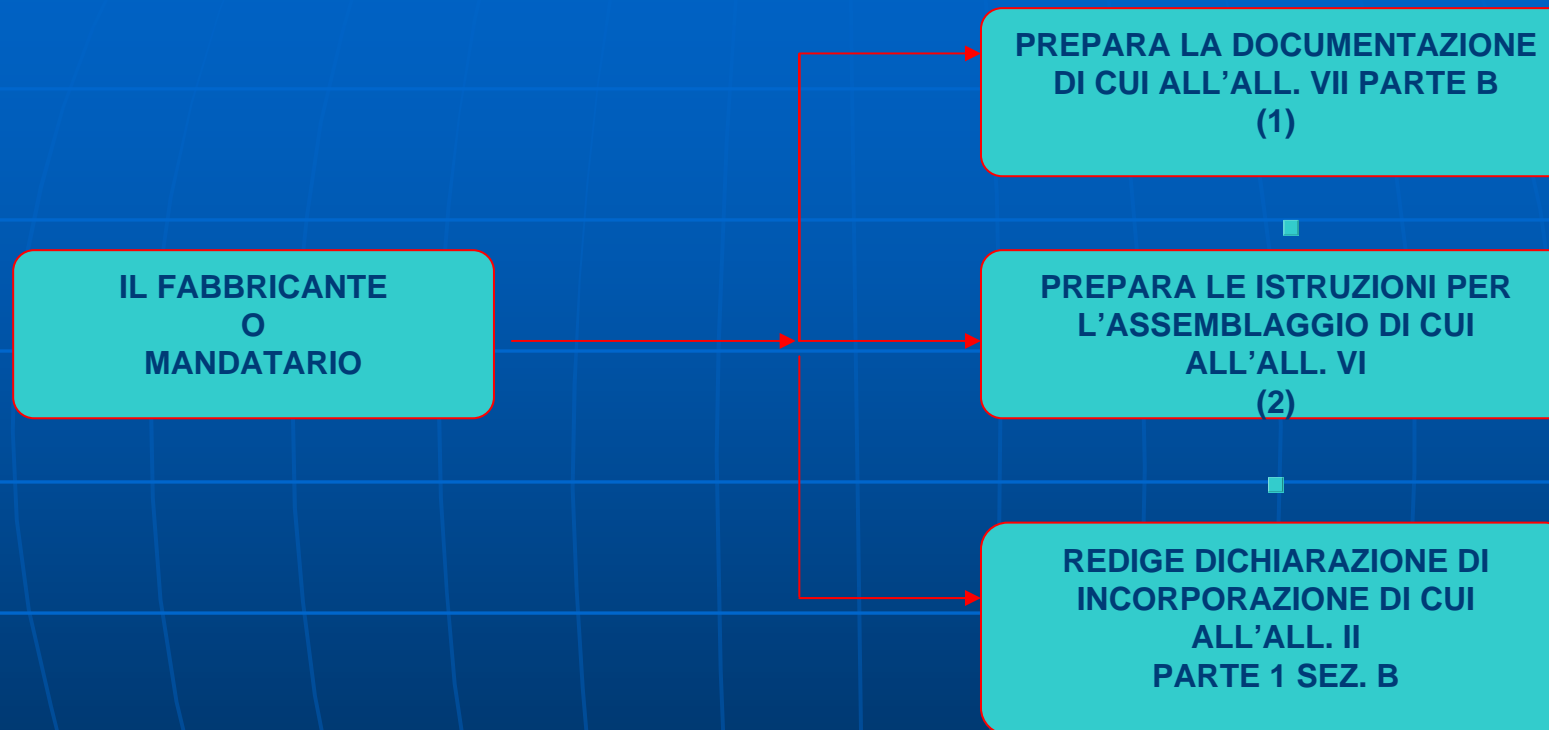 IL FABBRICANTE
O
MANDATARIO
PREPARA LA DOCUMENTAZIONE
DI CUI ALL’ALL. VII PARTE B
(1)
PREPARA LE ISTRUZIONI PER
L’ASSEMBLAGGIO DI CUI
ALL’ALL. VI
(2)
REDIGE DICHIARAZIONE DI
INCORPORAZIONE DI CUI
ALL’ALL. II
PARTE 1 SEZ. B